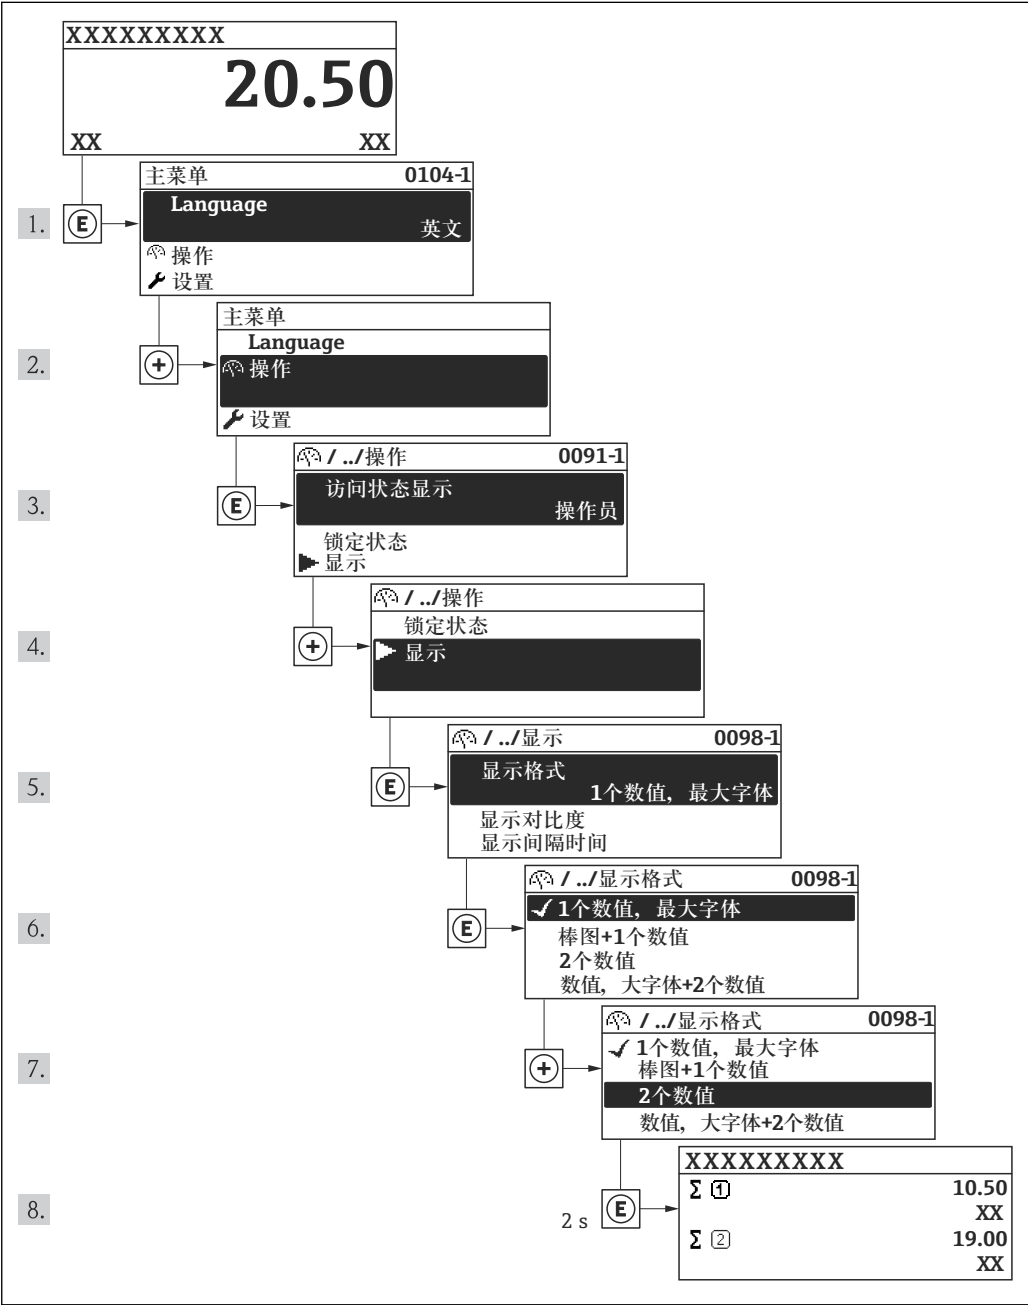 XXXXXXXXX
20.50
XX XX
主菜单 0104-1
Language
英文
操作
设置
1. E
主菜单
Language
操作
设置
2. +
/ ../操作 0091-1
访问状态显示
操作员
锁定状态
显示
3. E
/ ../操作
锁定状态
显示
4. +
/ ../显示 0098-1
显示格式
1个数值，最大字体
显示对比度
显示间隔时间
5. E
/ ../显示格式 0098-1
1个数值，最大字体
棒图+1个数值
2个数值
数值，大字体+2个数值
6. E
/ ../显示格式 0098-1
1个数值，最大字体
棒图+1个数值
2个数值
数值，大字体+2个数值
7. +
XXXXXXXXX
Σ 1 10.50
XX
Σ 2 19.00
XX
8. 2 s E